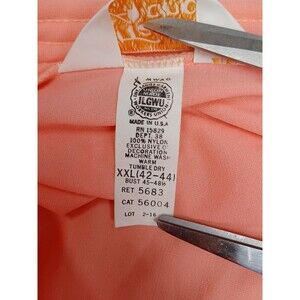 ILGWU
MADE IN U.S.A
RN 15829
DEPT. 38
100% NYLON
EXCLUSIVE OF
DECORATION
MACHINE WASH
WARM
TUMBLE DRY
XXL(42-44)
BUST 45-48½
RET 5683
CAT 56004
LOT 2-16